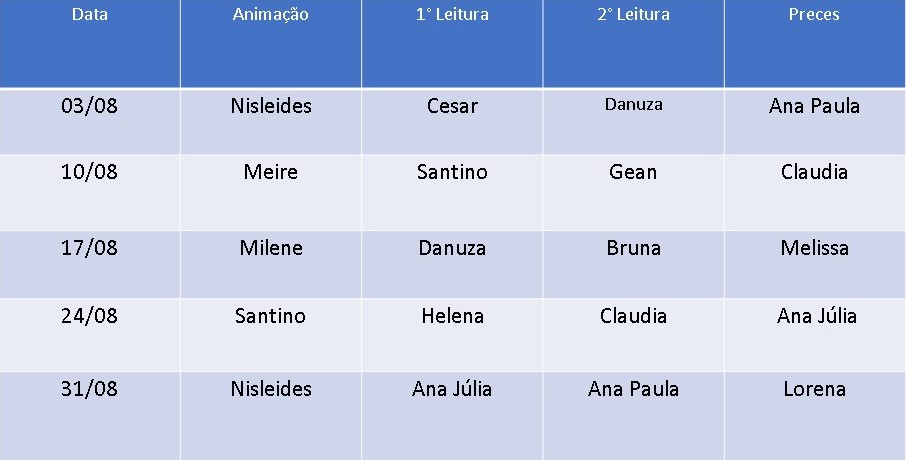 Data Animação 1° Leitura 2° Leitura Preces
03/08 Nisleides Cesar Danuza Ana Paula
10/08 Meire Santino Gean Claudia
17/08 Milene Danuza Bruna Melissa
24/08 Santino Helena Claudia Ana Júlia
31/08 Nisleides Ana Júlia Ana Paula Lorena